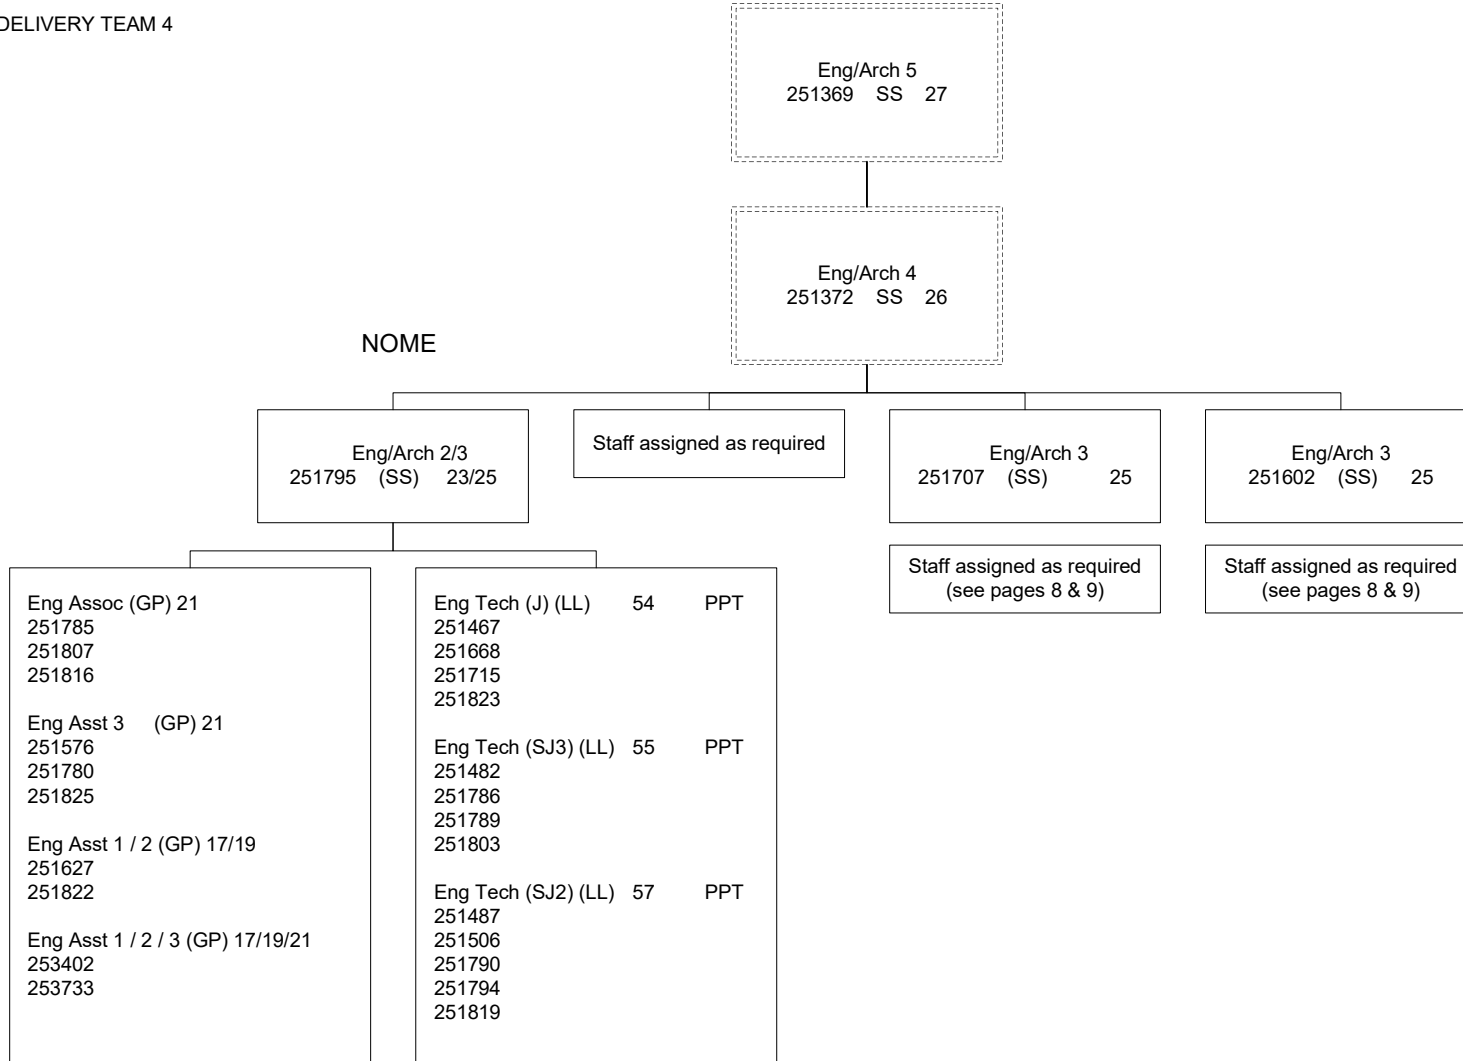 DELIVERY TEAM 4
Eng/Arch 5
251369 SS 27
Eng/Arch 4
251372 SS 26
NOME
Eng/Arch 2/3
251795 (SS) 23/25
Staff assigned as required
Eng/Arch 3
251707 (SS) 25
Eng/Arch 3
251602 (SS) 25
Staff assigned as required
(see pages 8 & 9)
Staff assigned as required
(see pages 8 & 9)
Eng Assoc (GP) 21
251785
251807
251816
Eng Asst 3 (GP) 21
251576
251780
251825
Eng Asst 1 / 2 (GP) 17/19
251627
251822
Eng Asst 1 / 2 / 3 (GP) 17/19/21
253402
253733
Eng Tech (J) (LL) 54 PPT
251467
251668
251715
251823
Eng Tech (SJ3) (LL) 55 PPT
251482
251786
251789
251803
Eng Tech (SJ2) (LL) 57 PPT
251487
251506
251790
251794
251819